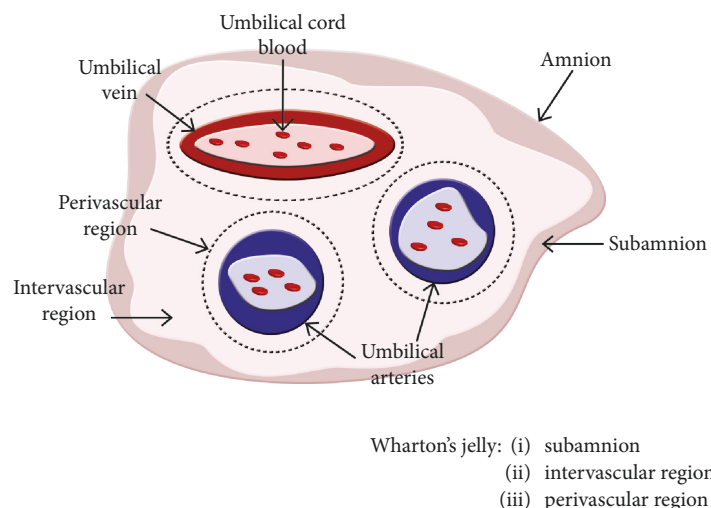 Umbilical cord
blood
Umbilical
vein
Amnion
Perivascular
region
Subamnion
Intervascular
region
Umbilical
arteries
Wharton's jelly: (i) subamnion
(ii) intervascular region
(iii) perivascular region